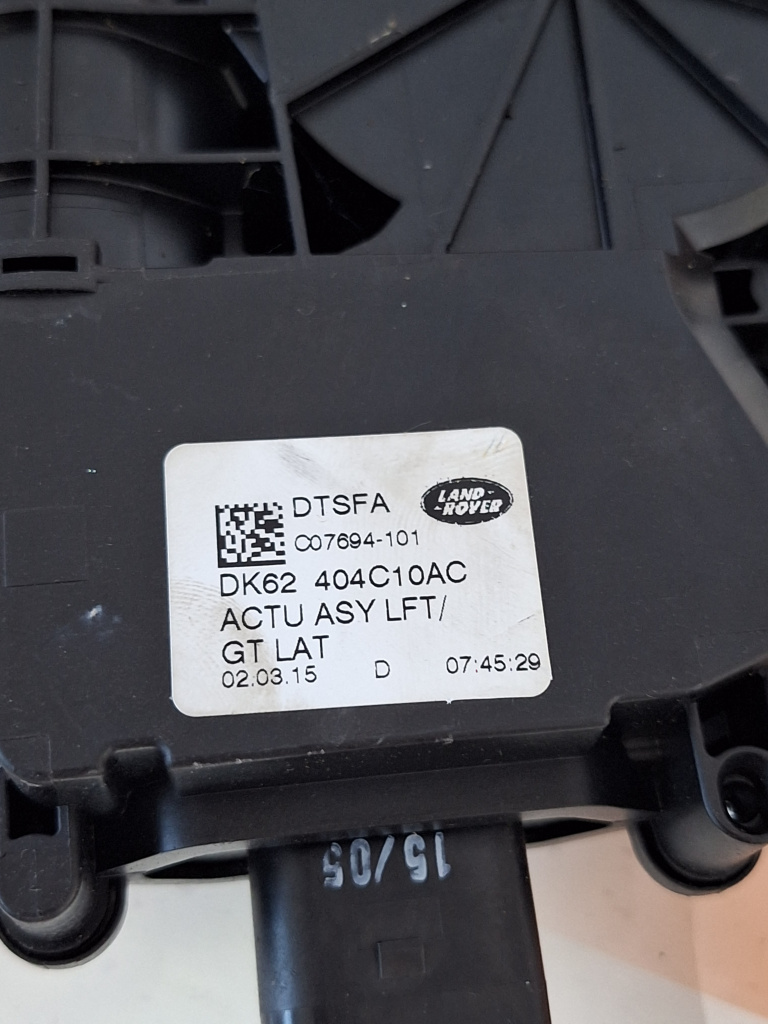 DTSFA
LAND-
-ROVER
C07694-101
DK62 404C10AC
ACTU ASY LFT/
GT LAT
02.03.15 D 07:45:29
15/05